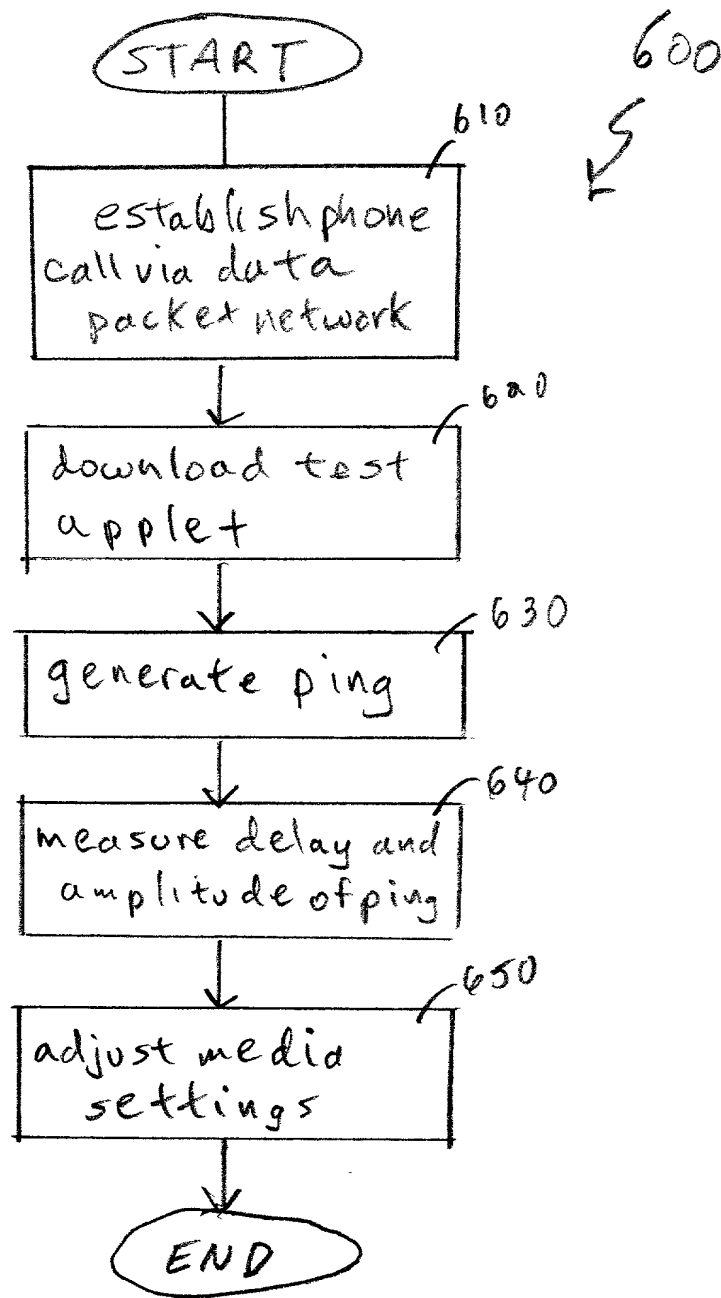 START
600
610
establish phone
call via data
packet network
620
download test
applet
630
generate ping
640
measure delay and
amplitude of ping
650
adjust media
settings
END